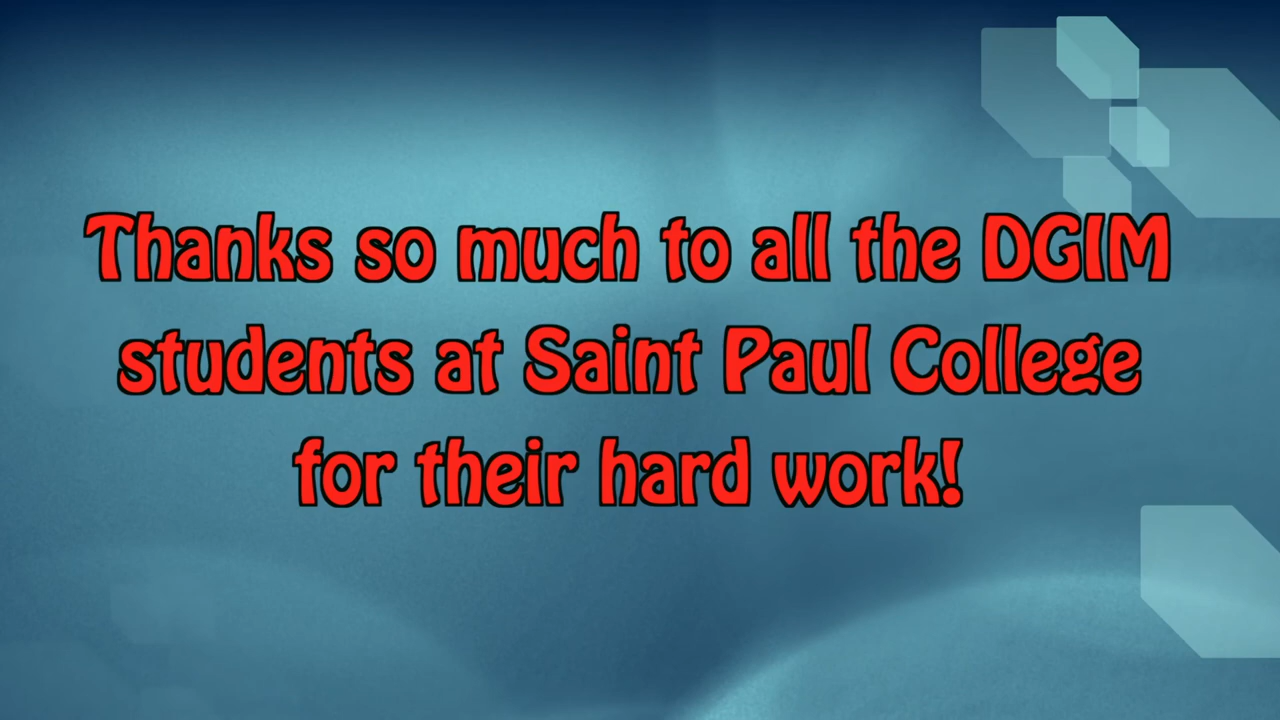 Thanks so much to all the DGIM
students at Saint Paul College
for their hard work!